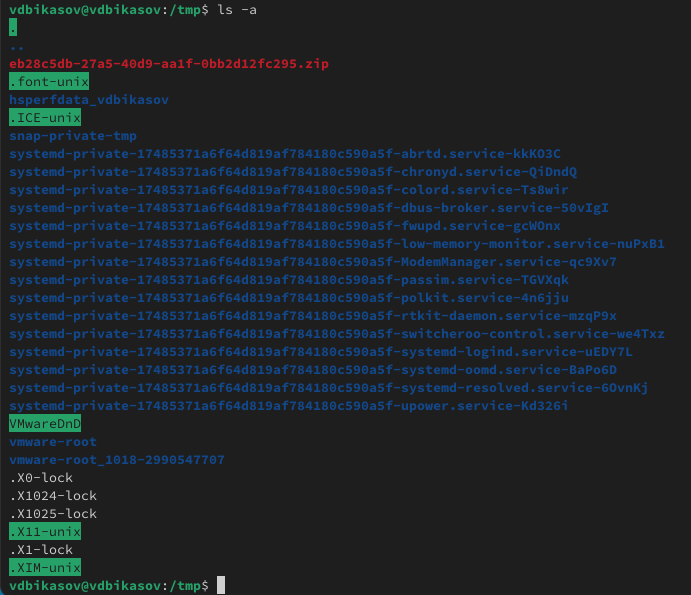 vdbikasov@vdbikasov:/tmp$ ls -a
.
..
eb28c5db-27a5-40d9-aa1f-0bb2d12fc295.zip
.font-unix
hsperfdata_vdbikasov
.ICE-unix
snap-private-tmp
systemd-private-17485371a6f64d819af784180c590a5f-abrtd.service-kkKO3C
systemd-private-17485371a6f64d819af784180c590a5f-chronyd.service-QiDndQ
systemd-private-17485371a6f64d819af784180c590a5f-colord.service-Ts8wir
systemd-private-17485371a6f64d819af784180c590a5f-dbus-broker.service-50vIgI
systemd-private-17485371a6f64d819af784180c590a5f-fwupd.service-gcWOnx
systemd-private-17485371a6f64d819af784180c590a5f-low-memory-monitor.service-nuPxB1
systemd-private-17485371a6f64d819af784180c590a5f-ModemManager.service-qc9Xv7
systemd-private-17485371a6f64d819af784180c590a5f-passim.service-TGVXqk
systemd-private-17485371a6f64d819af784180c590a5f-polkit.service-4n6jju
systemd-private-17485371a6f64d819af784180c590a5f-rtkit-daemon.service-mzqP9x
systemd-private-17485371a6f64d819af784180c590a5f-switcheroo-control.service-we4Txz
systemd-private-17485371a6f64d819af784180c590a5f-systemd-logind.service-uEDY7L
systemd-private-17485371a6f64d819af784180c590a5f-systemd-oomd.service-BaPo6D
systemd-private-17485371a6f64d819af784180c590a5f-systemd-resolved.service-6OvnKj
systemd-private-17485371a6f64d819af784180c590a5f-upower.service-Kd326i
VMwareDnD
vmware-root
vmware-root_1018-2990547707
.X0-lock
.X1024-lock
.X1025-lock
.X11-unix
.X1-lock
.XIM-unix
vdbikasov@vdbikasov:/tmp$